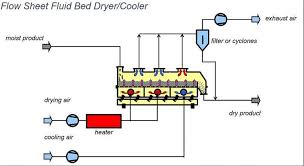 Flow Sheet Fluid Bed Dryer/Cooler
exhaust air
moist product
filter or cyclones
drying air
dry product
heater
cooling air